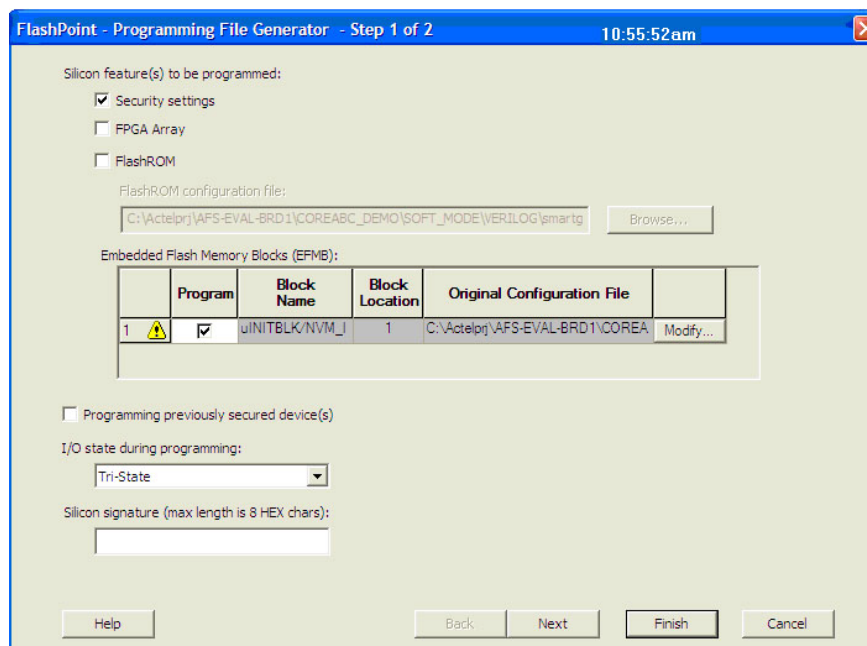 FlashPoint - Programming File Generator - Step 1 of 2 10:55:52am
Silicon feature(s) to be programmed:
Security settings
FPGA Array
FlashROM
FlashROM configuration file:
C:\Actelprj\AFS-EVAL-BRD1\COREABC_DEMO\SOFT_MODE\VERILOG\smartg Browse...
Embedded Flash Memory Blocks (EFMB):
Program Block Name Block Location Original Configuration File
1 uINITBLK/NVM_I 1 C:\Actelprj\AFS-EVAL-BRD1\COREA Modify...
Programming previously secured device(s)
I/O state during programming:
Tri-State
Silicon signature (max length is 8 HEX chars):
Help Back Next Finish Cancel